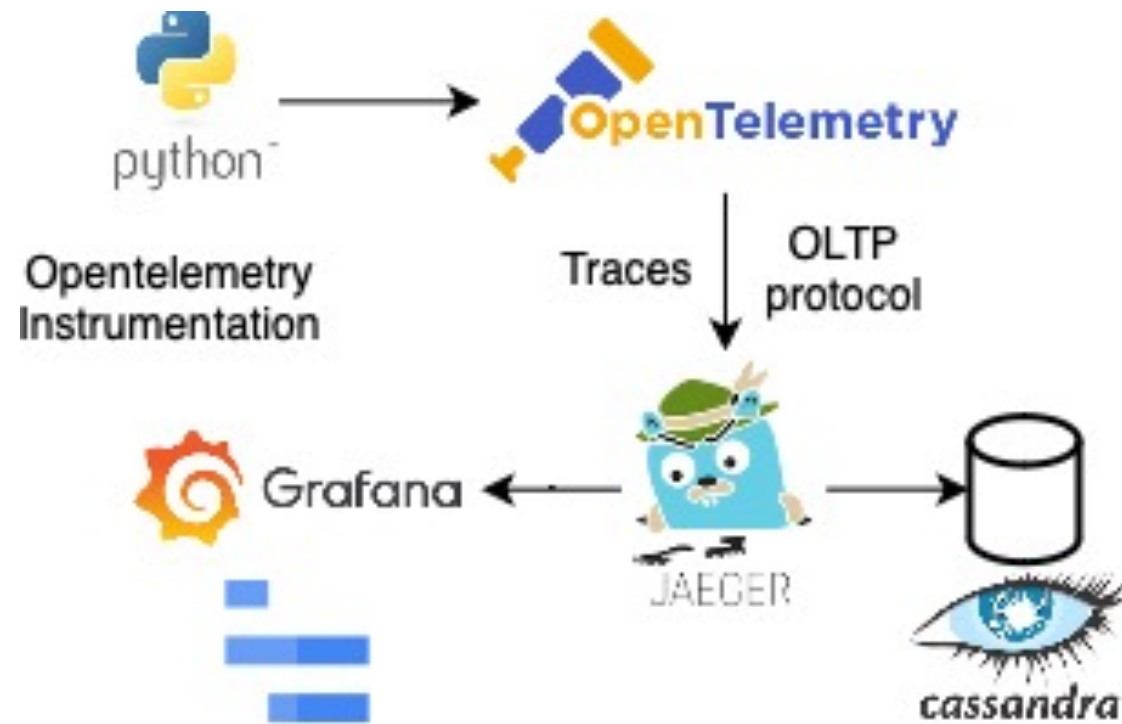 python
OpenTelemetry
Opentelemetry
Instrumentation
Traces
OLTP
protocol
Grafana
JAEGER
cassandra